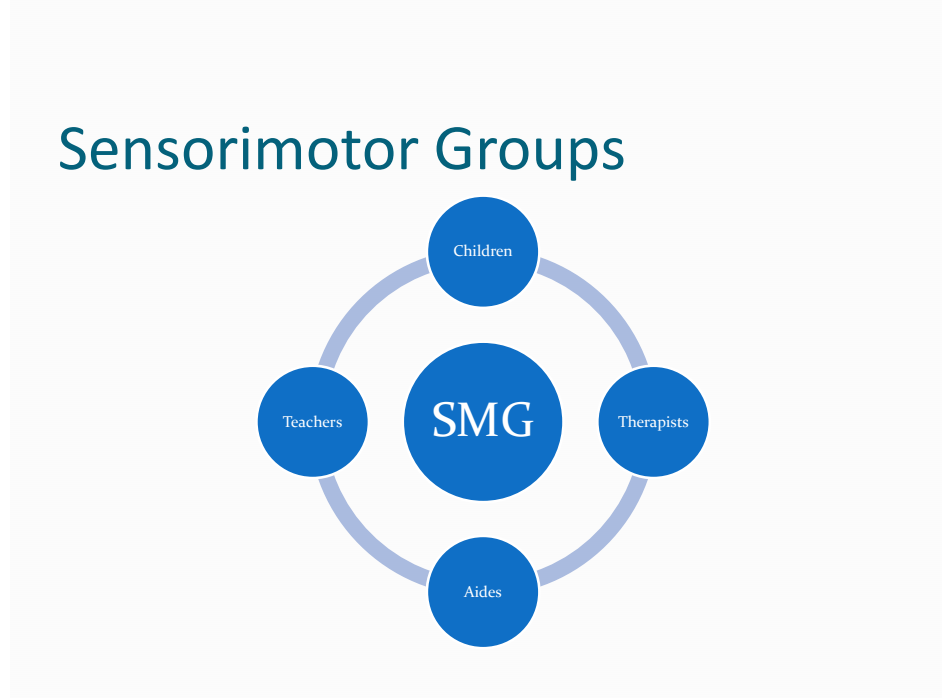 Sensorimotor Groups
Children
Teachers
SMG
Therapists
Aides